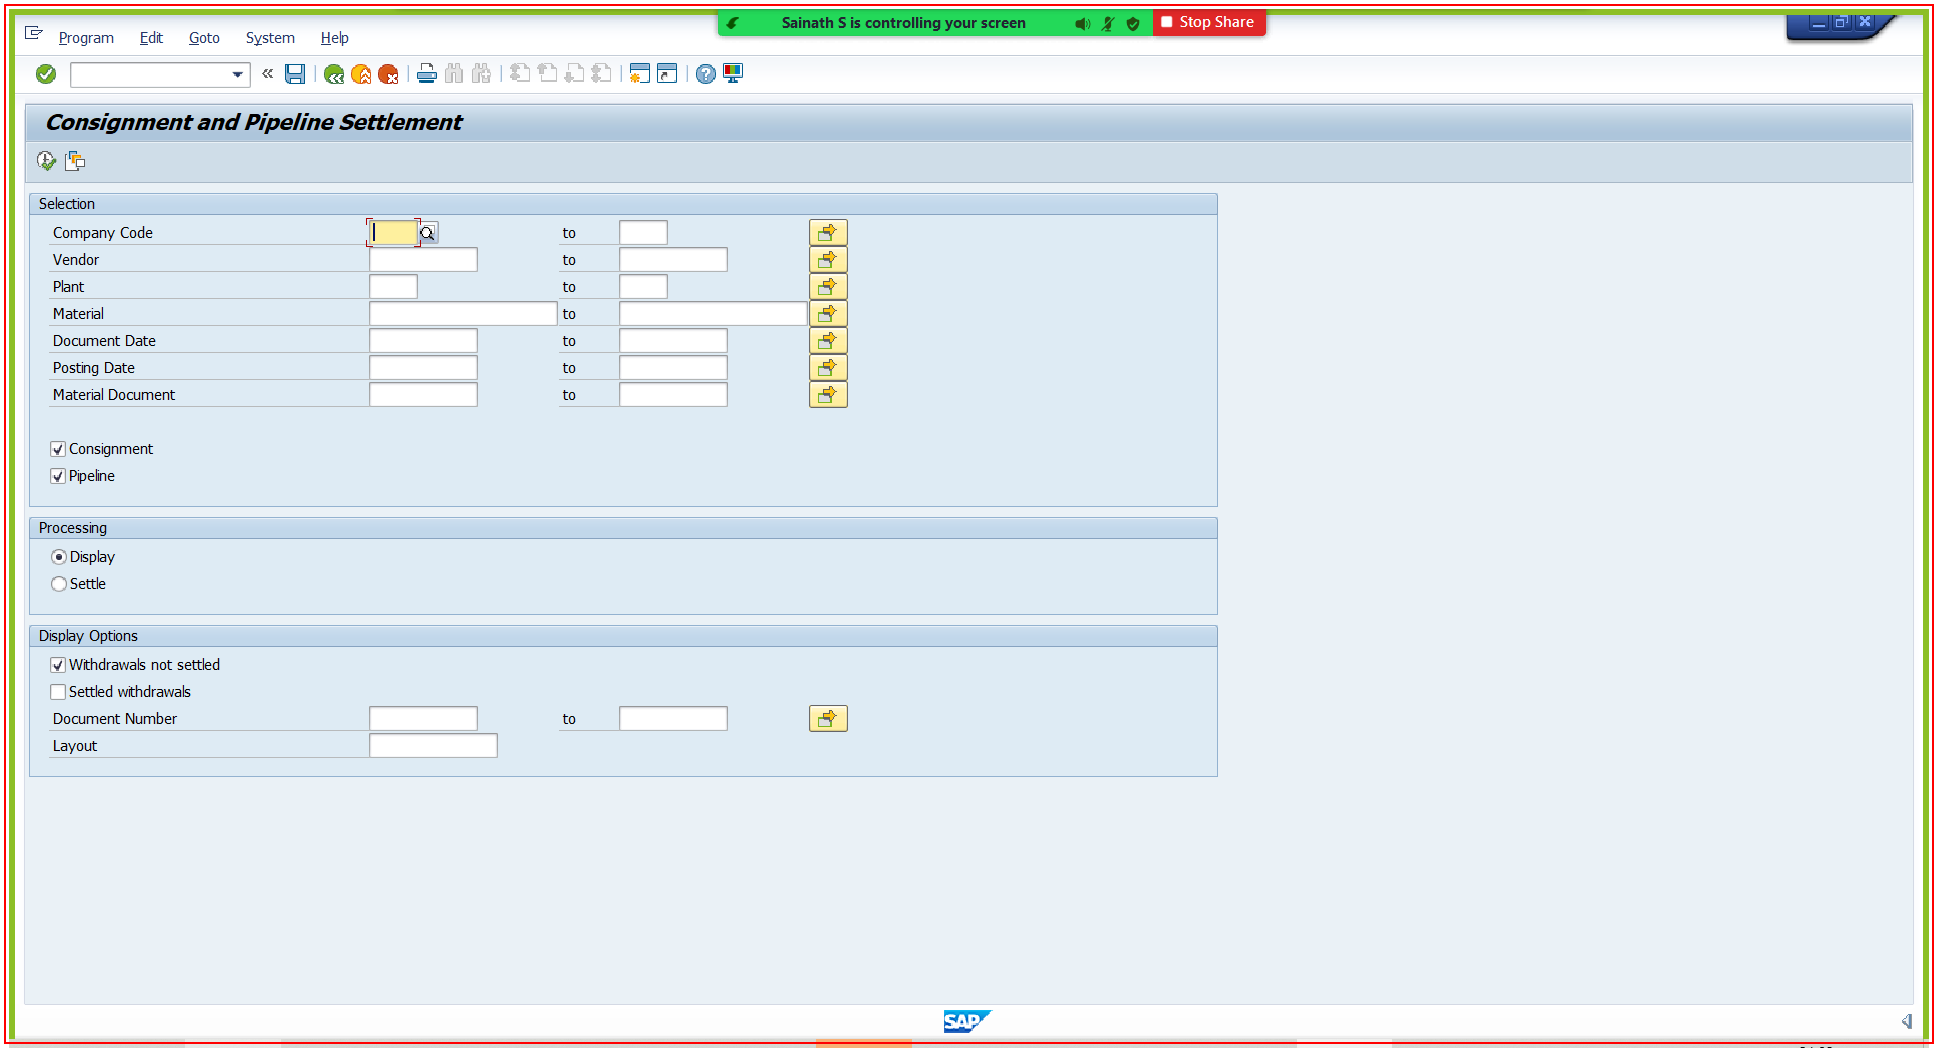 Sainath S is controlling your screen
Stop Share
Program Edit Goto System Help
Consignment and Pipeline Settlement
Selection
Company Code to
Vendor to
Plant to
Material to
Document Date to
Posting Date to
Material Document to
Consignment
Pipeline
Processing
Display
Settle
Display Options
Withdrawals not settled
Settled withdrawals
Document Number to
Layout
SAP